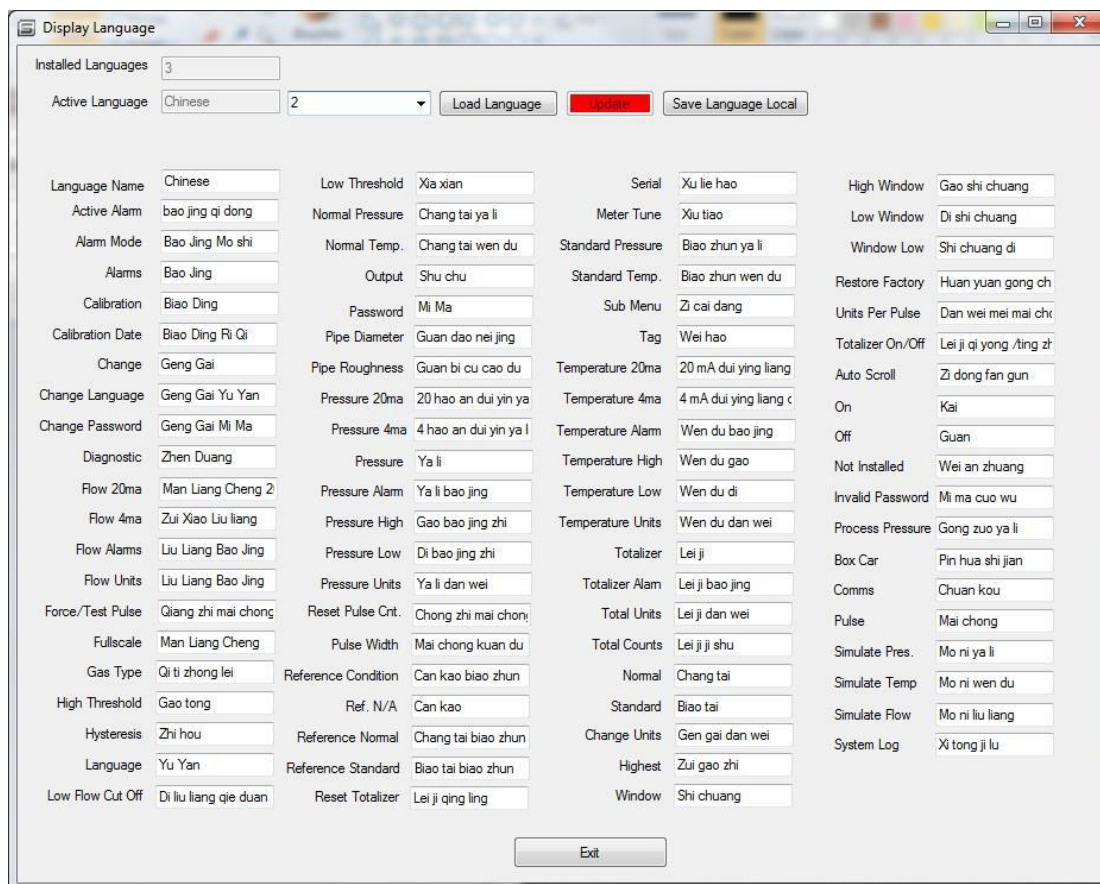 Display Language
Installed Languages 3
Active Language Chinese 2 Load Language Update Save Language Local
Language Name Chinese
Active Alarm bao jing qi dong
Alarm Mode Bao Jing Mo shi
Alarms Bao Jing
Calibration Biao Ding
Calibration Date Biao Ding Ri Qi
Change Geng Gai
Change Language Geng Gai Yu Yan
Change Password Geng Gai Mi Ma
Diagnostic Zhen Duang
Flow 20ma Man Liang Cheng 2
Flow 4ma Zui Xiao Liu liang
Flow Alarms Liu Liang Bao Jing
Flow Units Liu Liang Bao Jing
Force/Test Pulse Qiang zhi mai chong
Fullscale Man Liang Cheng
Gas Type Qi ti zhong lei
High Threshold Gao tong
Hysteresis Zhi hou
Language Yu Yan
Low Flow Cut Off Di liu liang qie duan
Low Threshold Xia xian
Normal Pressure Chang tai ya li
Normal Temp. Chang tai wen du
Output Shu chu
Password Mi Ma
Pipe Diameter Guan dao nei jing
Pipe Roughness Guan bi cu cao du
Pressure 20ma 20 hao an dui yin ya
Pressure 4ma 4 hao an dui yin ya l
Pressure Ya li
Pressure Alarm Ya li bao jing
Pressure High Gao bao jing zhi
Pressure Low Di bao jing zhi
Pressure Units Ya li dan wei
Reset Pulse Cnt. Chong zhi mai chong
Pulse Width Mai chong kuan du
Reference Condition Can kao biao zhun
Ref. N/A Can kao
Reference Normal Chang tai biao zhun
Reference Standard Biao tai biao zhun
Reset Totalizer Lei ji qing ling
Serial Xu lie hao
Meter Tune Xiu tiao
Standard Pressure Biao zhun ya li
Standard Temp. Biao zhun wen du
Sub Menu Zi cai dang
Tag Wei hao
Temperature 20ma 20 mA dui ying liang
Temperature 4ma 4 mA dui ying liang c
Temperature Alarm Wen du bao jing
Temperature High Wen du gao
Temperature Low Wen du di
Temperature Units Wen du dan wei
Totalizer Lei ji
Totalizer Alarm Lei ji bao jing
Total Units Lei ji dan wei
Total Counts Lei ji ji shu
Normal Chang tai
Standard Biao tai
Change Units Gen gai dan wei
Highest Zui gao zhi
Window Shi chuang
High Window Gao shi chuang
Low Window Di shi chuang
Window Low Shi chuang di
Restore Factory Huan yuan gong ch
Units Per Pulse Dan wei mei mai cho
Totalizer On/Off Lei ji qi yong /ting zh
Auto Scroll Zi dong fan gun
On Kai
Off Guan
Not Installed Wei an zhuang
Invalid Password Mi ma cuo wu
Process Pressure Gong zuo ya li
Box Car Pin hua shi jian
Comms Chuan kou
Pulse Mai chong
Simulate Pres. Mo ni ya li
Simulate Temp Mo ni wen du
Simulate Flow Mo ni liu liang
System Log Xi tong ji lu
Exit